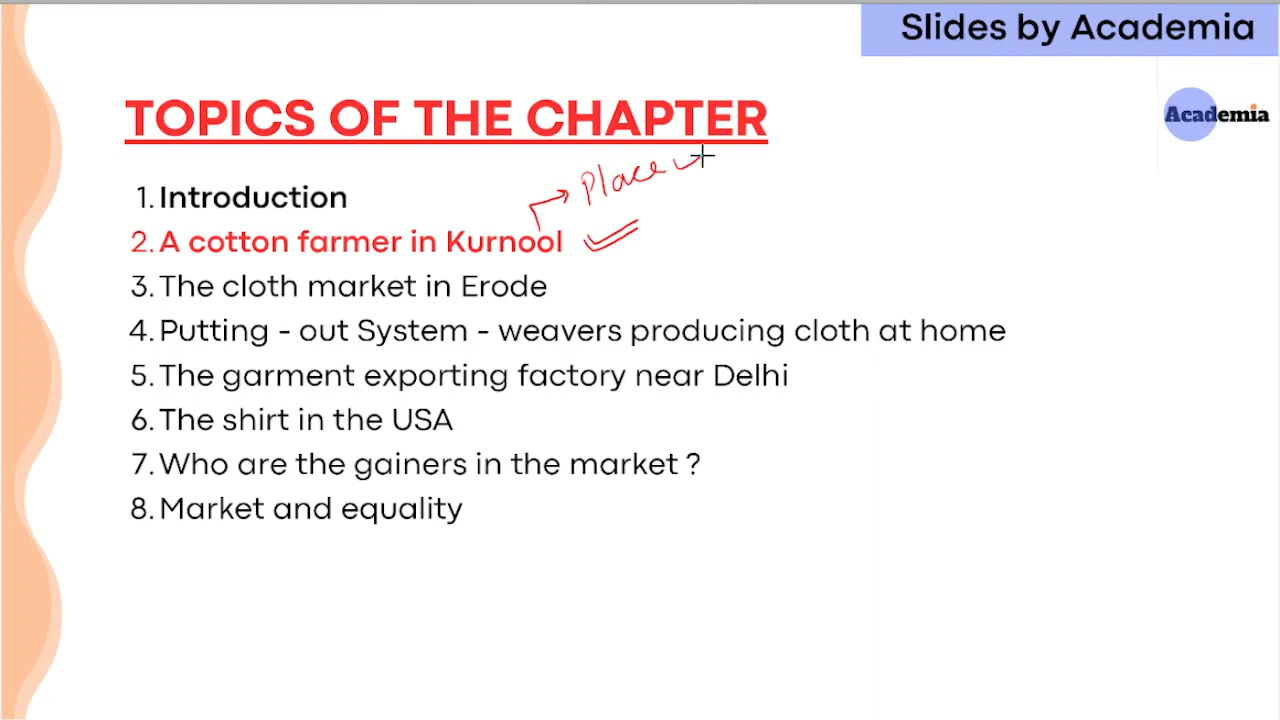 Slides by Academia
Academia
TOPICS OF THE CHAPTER
Place
1. Introduction
2. A cotton farmer in Kurnool
3. The cloth market in Erode
4. Putting - out System - weavers producing cloth at home
5. The garment exporting factory near Delhi
6. The shirt in the USA
7. Who are the gainers in the market ?
8. Market and equality